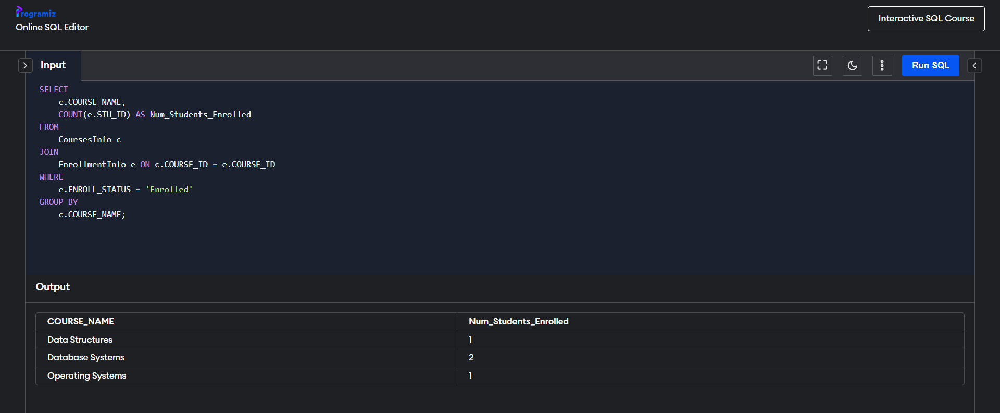 Programiz
Online SQL Editor
Interactive SQL Course
Input
Run SQL
SELECT
    c.COURSE_NAME,
    COUNT(e.STU_ID) AS Num_Students_Enrolled
FROM
    CoursesInfo c
JOIN
    EnrollmentInfo e ON c.COURSE_ID = e.COURSE_ID
WHERE
    e.ENROLL_STATUS = 'Enrolled'
GROUP BY
    c.COURSE_NAME;
Output
COURSE_NAME Num_Students_Enrolled
Data Structures 1
Database Systems 2
Operating Systems 1